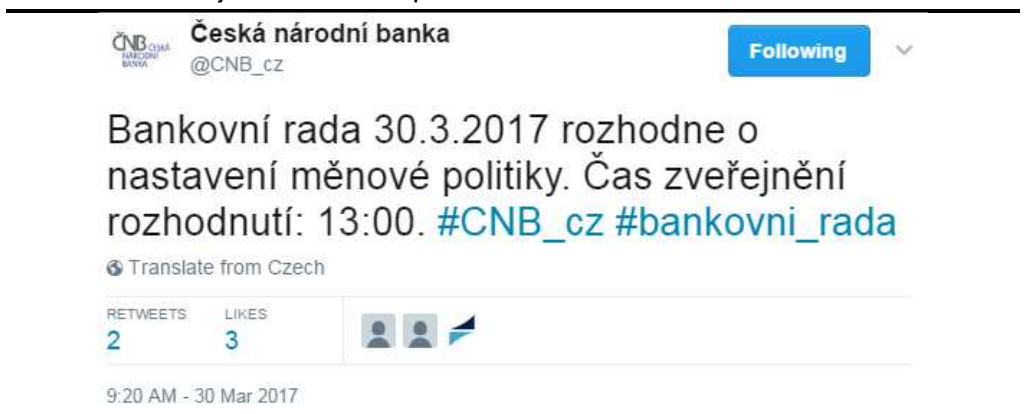 Česká národní banka
@CNB_cz
Following
Bankovní rada 30.3.2017 rozhodne o
nastavení měnové politiky. Čas zveřejnění
rozhodnutí: 13:00. #CNB_cz #bankovni_rada
Translate from Czech
RETWEETS LIKES
2 3
9:20 AM - 30 Mar 2017